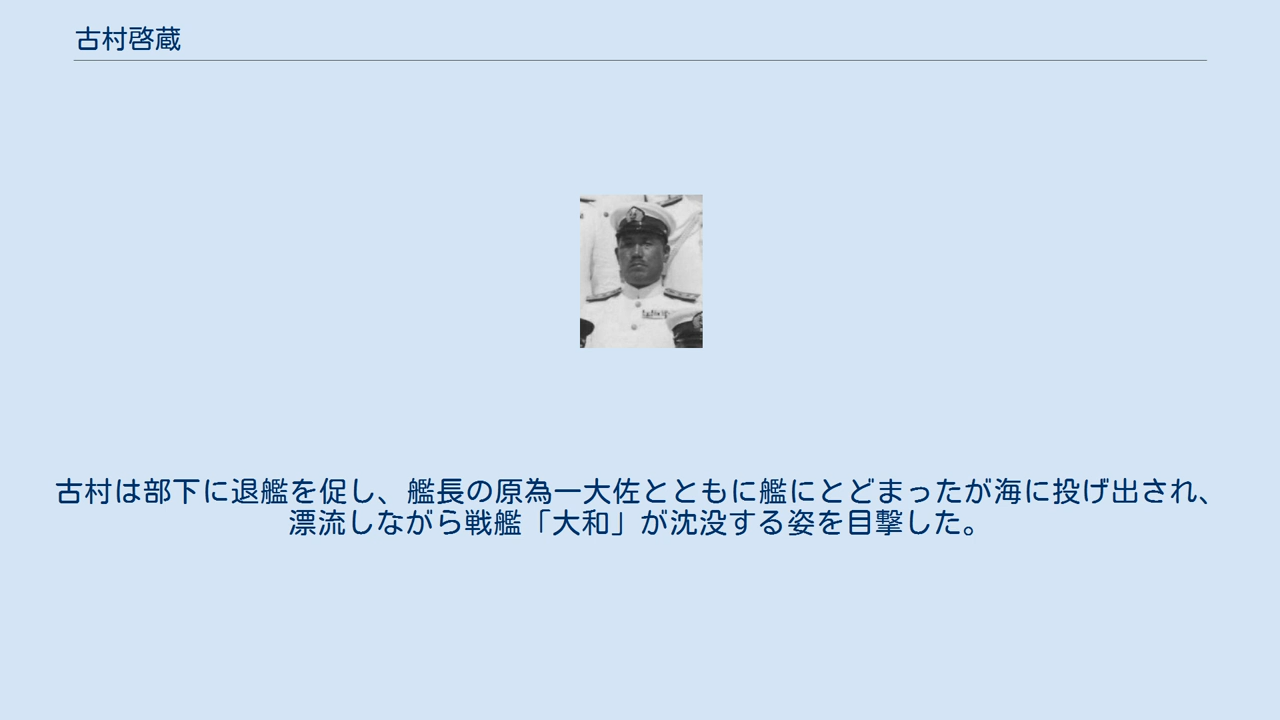 古村啓蔵
古村は部下に退艦を促し、艦長の原為一大佐とともに艦にとどまったが海に投げ出され、
漂流しながら戦艦「大和」が沈没する姿を目撃した。